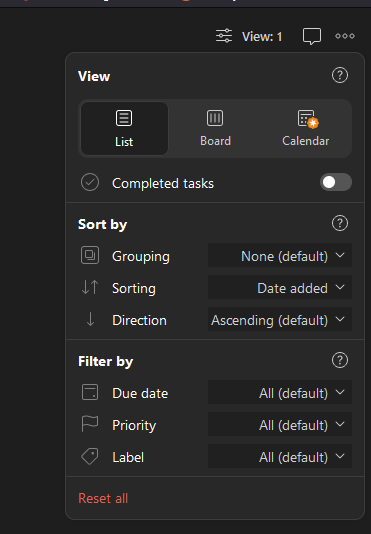 View: 1
View
List
Board
Calendar
Completed tasks
Sort by
Grouping None (default)
Sorting Date added
Direction Ascending (default)
Filter by
Due date All (default)
Priority All (default)
Label All (default)
Reset all